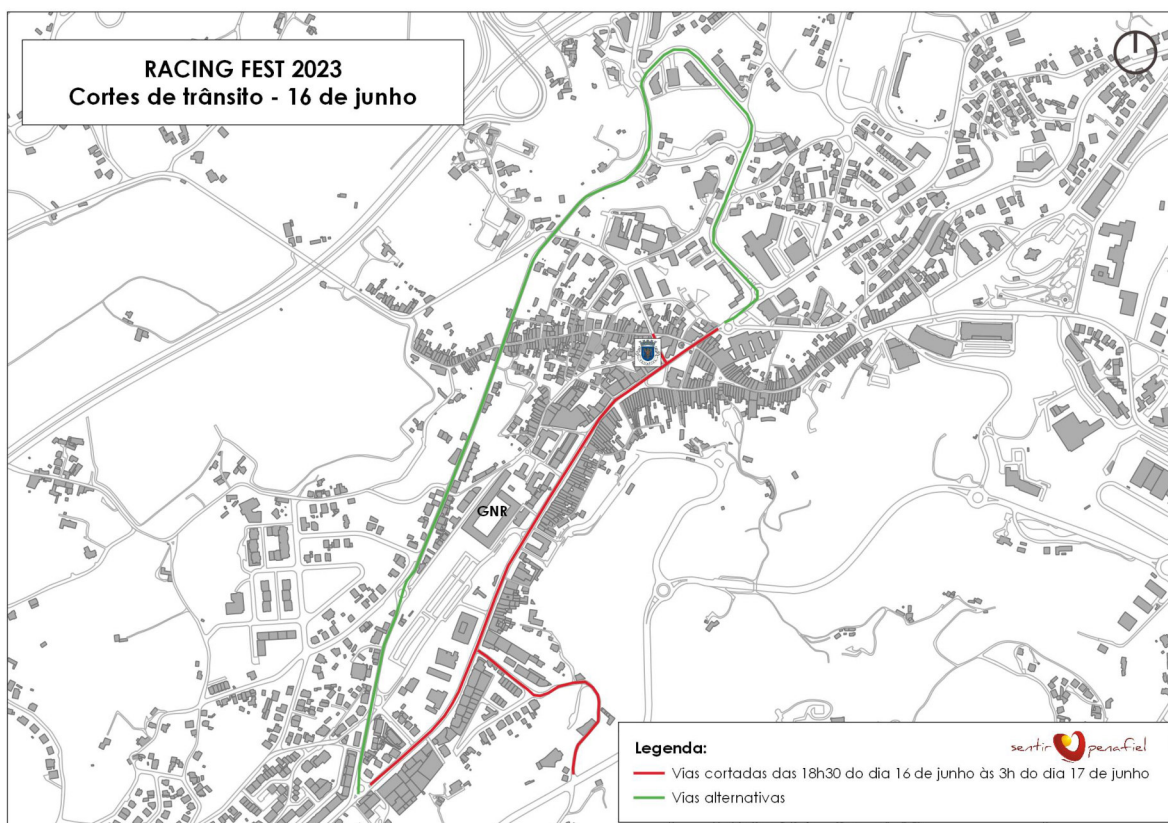 RACING FEST 2023
Cortes de trânsito - 16 de junho
GNR
Legenda:
sentir penafiel
Vias cortadas das 18h30 do dia 16 de junho às 3h do dia 17 de junho
Vias alternativas